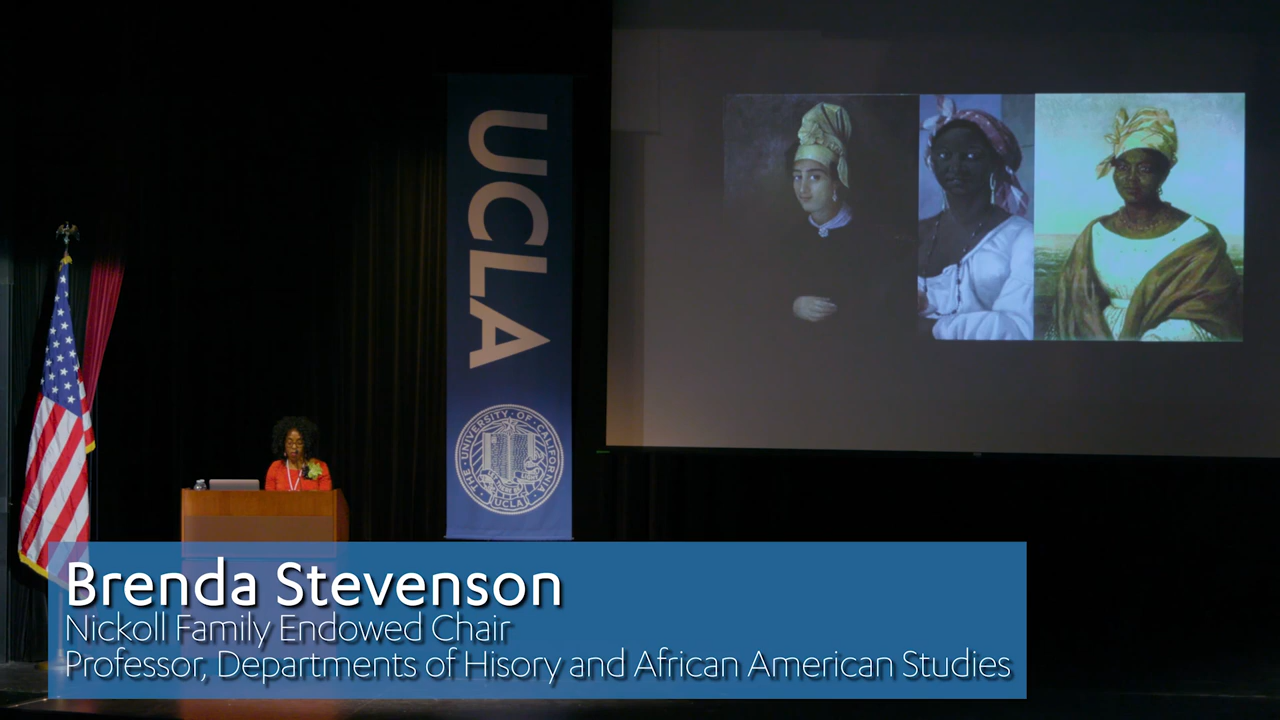 UCLA
THE · UNIVERSITY · OF · CALIFORNIA
UCLA
Brenda Stevenson
Nickoll Family Endowed Chair
Professor, Departments of Hisory and African American Studies